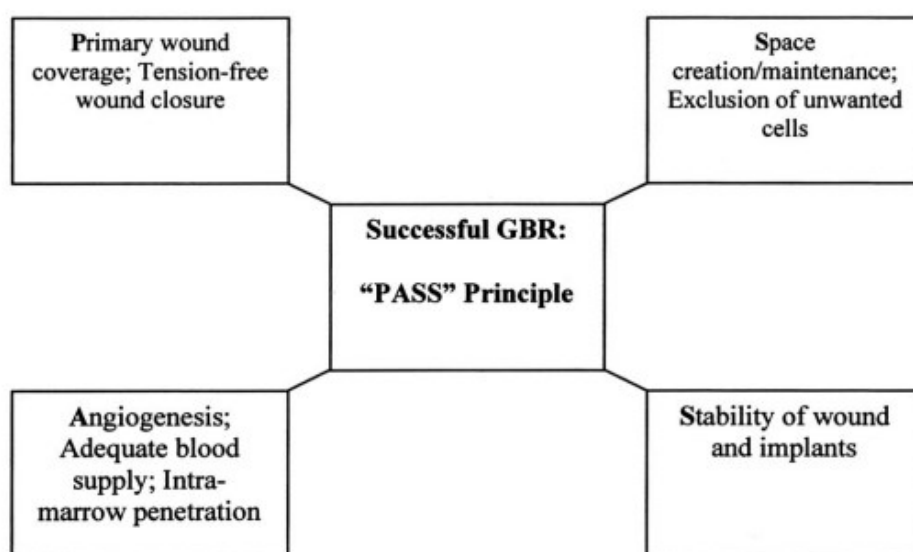 Primary wound
coverage; Tension-free
wound closure
Space
creation/maintenance;
Exclusion of unwanted
cells
Successful GBR:
“PASS” Principle
Angiogenesis;
Adequate blood
supply; Intra-
marrow penetration
Stability of wound
and implants